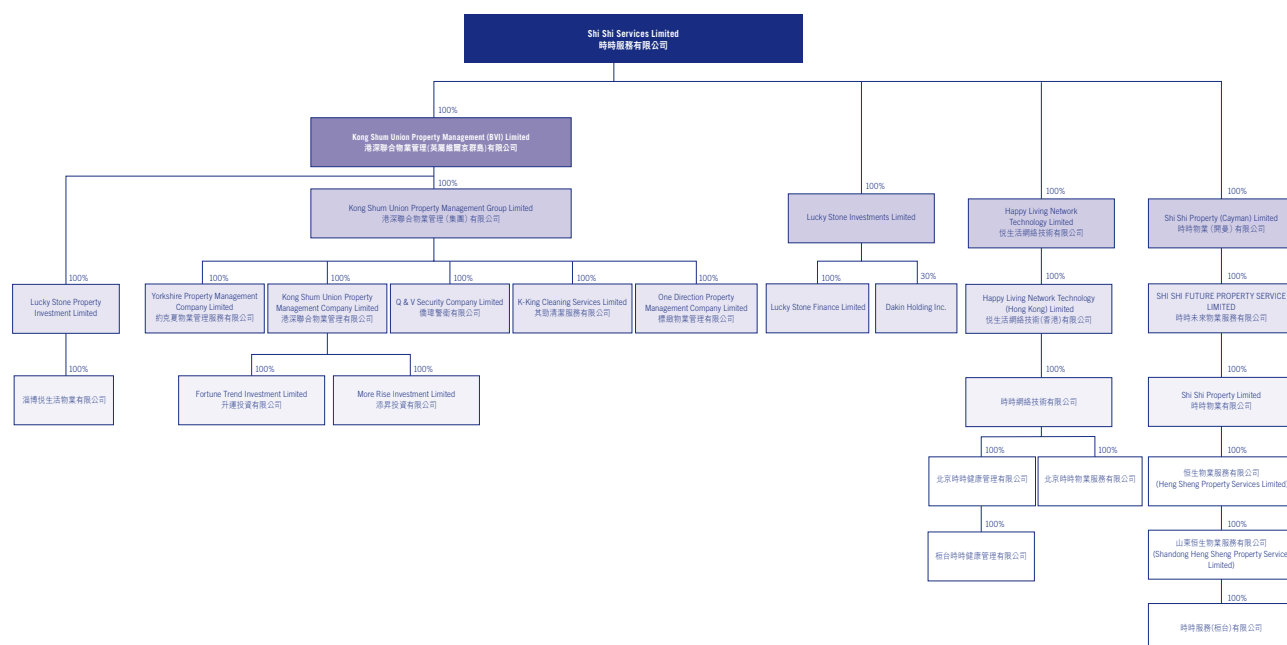 Shi Shi Services Limited
時時服務有限公司
100%
100%
100%
100%
Kong Shum Union Property Management (BVI) Limited
港深聯合物業管理(英屬維爾京群島)有限公司
100%
100%
Kong Shum Union Property Management Group Limited
港深聯合物業管理(集團)有限公司
Lucky Stone Investments Limited
Happy Living Network
Technology Limited
悦生活網絡技術有限公司
Shi Shi Property (Cayman) Limited
時時物業(開曼)有限公司
100%
100%
100%
100%
100%
100%
30%
100%
100%
Lucky Stone Property
Investment Limited
Yorkshire Property Management
Company Limited
約克夏物業管理服務有限公司
Kong Shum Union Property
Management Company Limited
港深聯合物業管理有限公司
Q & V Security Company Limited
僑瑋警衛有限公司
K-King Cleaning Services Limited
其勁清潔服務有限公司
One Direction Property
Management Company Limited
標緻物業管理有限公司
Lucky Stone Finance Limited
Dakin Holding Inc.
Happy Living Network Technology
(Hong Kong) Limited
悦生活網絡技術(香港)有限公司
SHI SHI FUTURE PROPERTY SERVICE
LIMITED
時時未來物業服務有限公司
100%
100%
100%
100%
100%
淄博悦生活物業有限公司
Fortune Trend Investment Limited
升運投資有限公司
More Rise Investment Limited
添昇投資有限公司
時時網絡技術有限公司
Shi Shi Property Limited
時時物業有限公司
100%
100%
100%
北京時時健康管理有限公司
北京時時物業服務有限公司
恒生物業服務有限公司
(Heng Sheng Property Services Limited)
100%
100%
桓台時時健康管理有限公司
山東恒生物業服務有限公司
(Shandong Heng Sheng Property Service
Limited)
100%
時時服務(桓台)有限公司